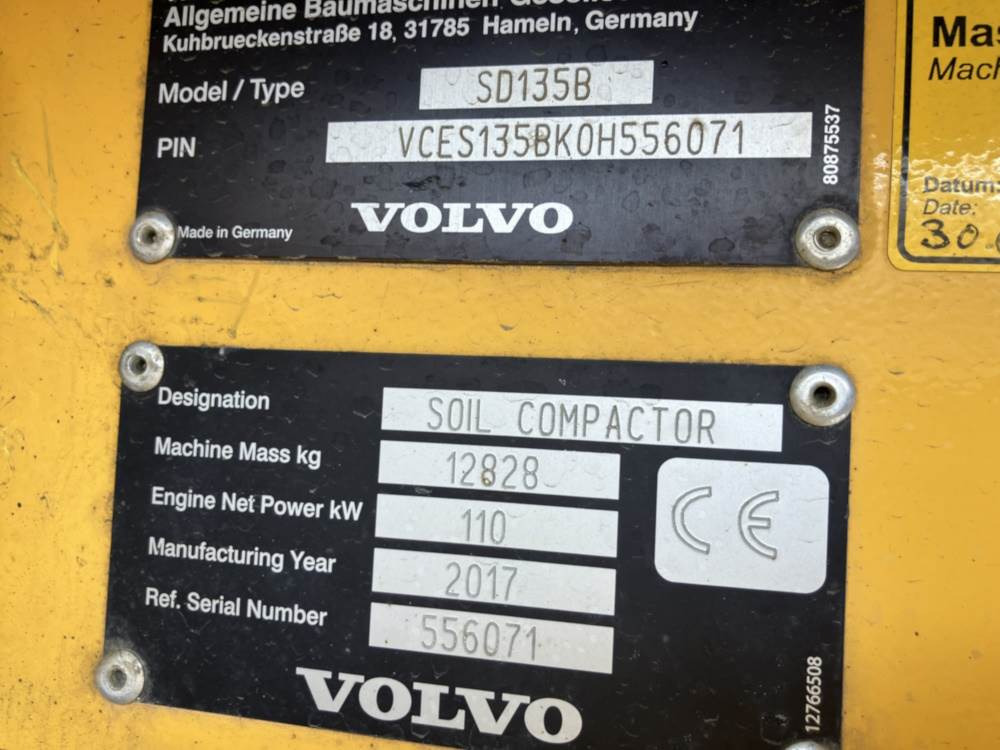 Allgemeine Baumaschinen
Kuhbrueckenstraße 18, 31785 Hameln, Germany
Model / Type SD135B
PIN VCES135BK0H556071
80875537
Made in Germany VOLVO
Datum:
Date:
30
Designation SOIL COMPACTOR
Machine Mass kg 12828
Engine Net Power kW 110
Manufacturing Year 2017
Ref. Serial Number 556071
CE
VOLVO
12766508